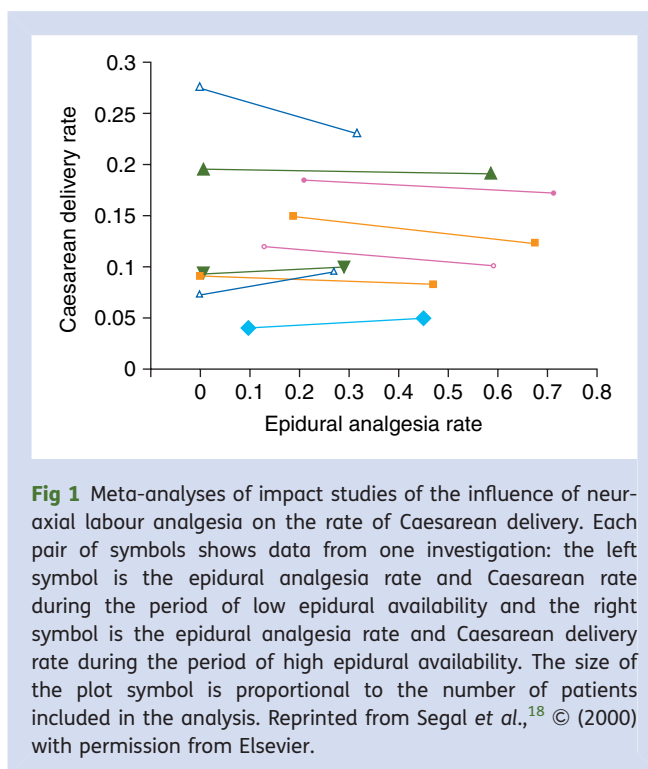 0.3
0.25
0.2
0.15
0.1
0.05
0
Caesarean delivery rate
0 0.1 0.2 0.3 0.4 0.5 0.6 0.7 0.8
Epidural analgesia rate
Fig 1 Meta-analyses of impact studies of the influence of neur-
axial labour analgesia on the rate of Caesarean delivery. Each
pair of symbols shows data from one investigation: the left
symbol is the epidural analgesia rate and Caesarean rate
during the period of low epidural availability and the right
symbol is the epidural analgesia rate and Caesarean delivery
rate during the period of high epidural availability. The size of
the plot symbol is proportional to the number of patients
included in the analysis. Reprinted from Segal et al.,18 © (2000)
with permission from Elsevier.